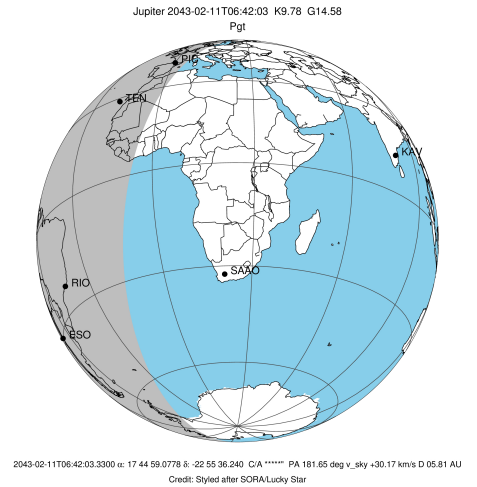 Jupiter 2043-02-11T06:42:03 K9.78 G14.58
Pgt
PIC
TEN
KAV
SAAO
RIO
ESO
2043-02-11T06:42:03.3300 α: 17 44 59.0778 δ: -22 55 36.240 C/A *****" PA 181.65 deg v_sky +30.17 km/s D 05.81 AU
Credit: Styled after SORA/Lucky Star